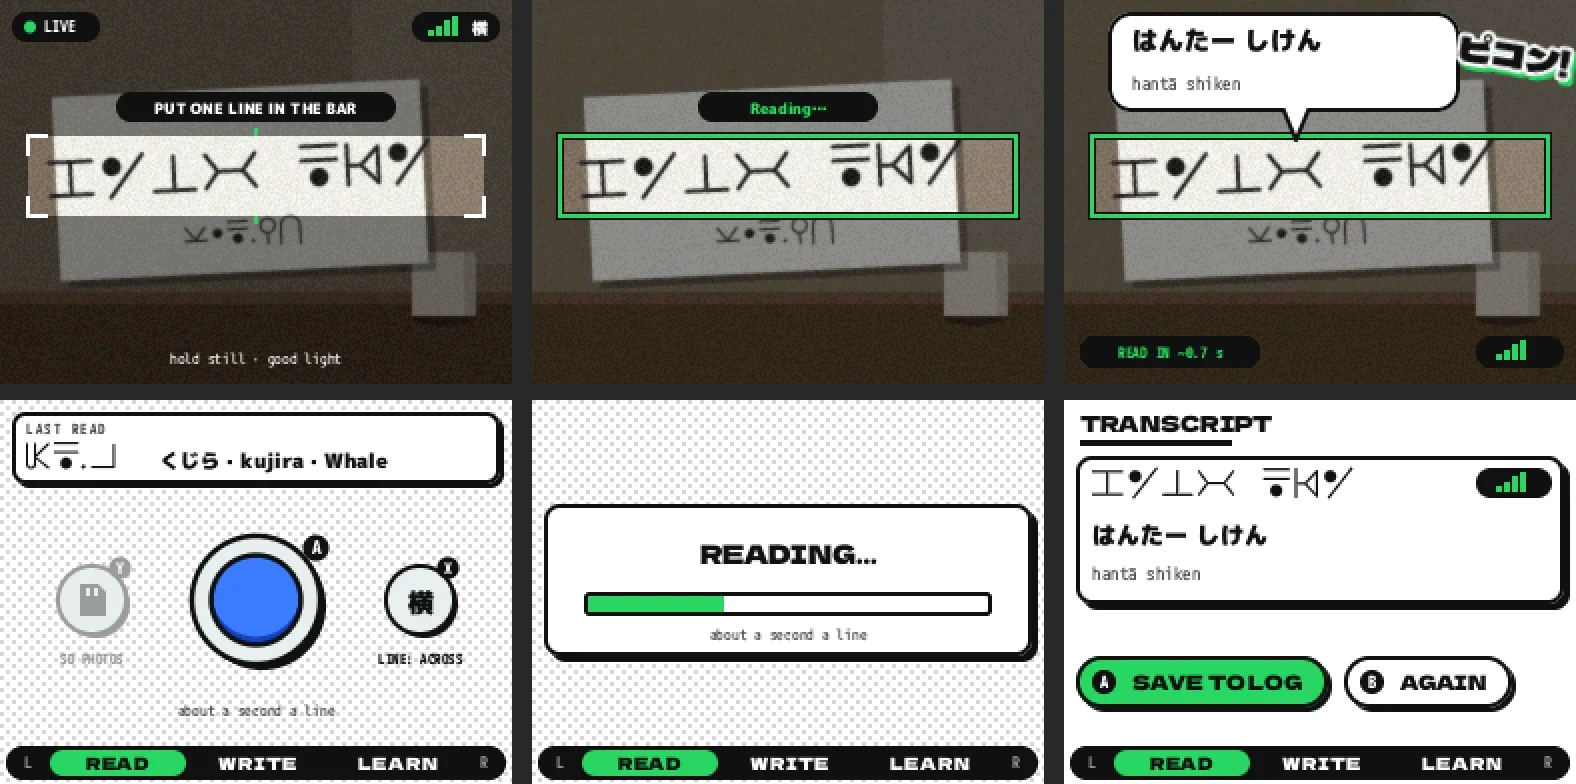 LIVE
横
PUT ONE LINE IN THE BAR
hold still · good light
Reading…
はんたー しけん
hantā shiken
ピコン!
READ IN ~0.7 s
LAST READ
くじら · kujira · Whale
A
Y
X
横
SD PHOTOS
LINE: ACROSS
about a second a line
L READ WRITE LEARN R
READING…
about a second a line
L READ WRITE LEARN R
TRANSCRIPT
はんたー しけん
hantā shiken
A SAVE TO LOG
B AGAIN
L READ WRITE LEARN R